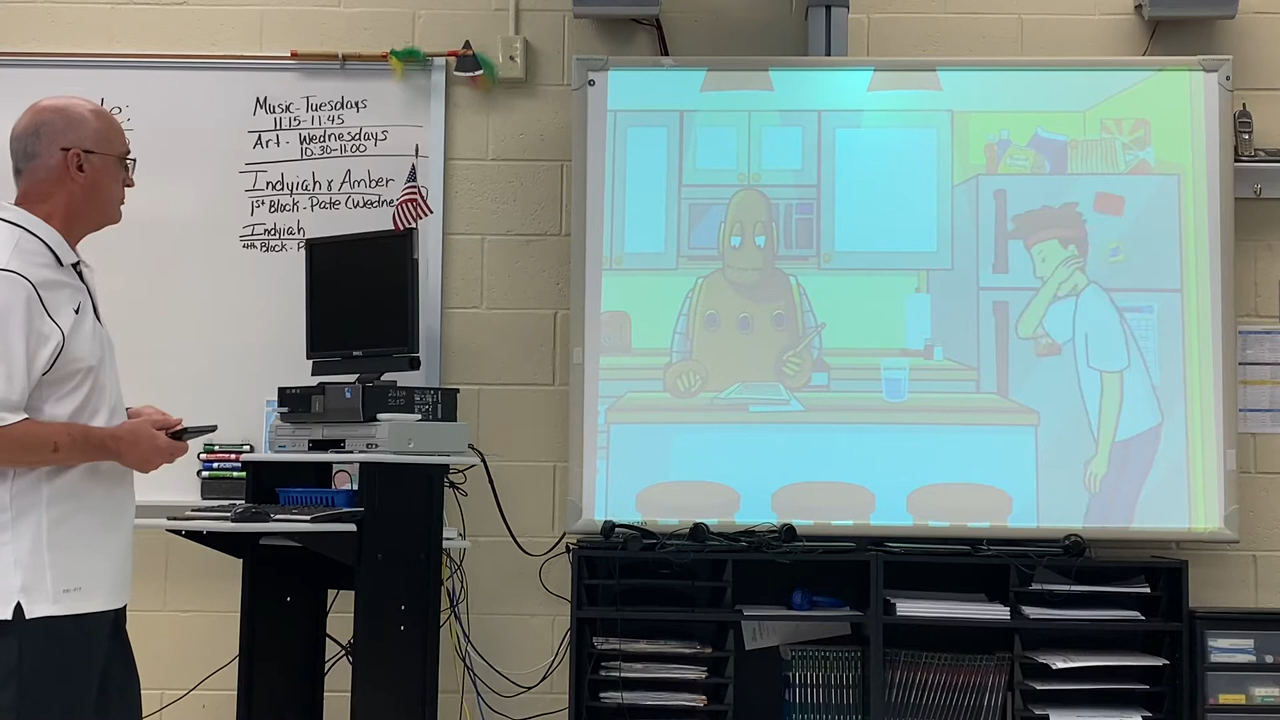 Music-Tuesdays
11:15-11:45
Art - Wednesdays
10:30-11:00
Indyiah & Amber
1st Block - Pate (Wedne
Indyiah
4th Block - P
DELL